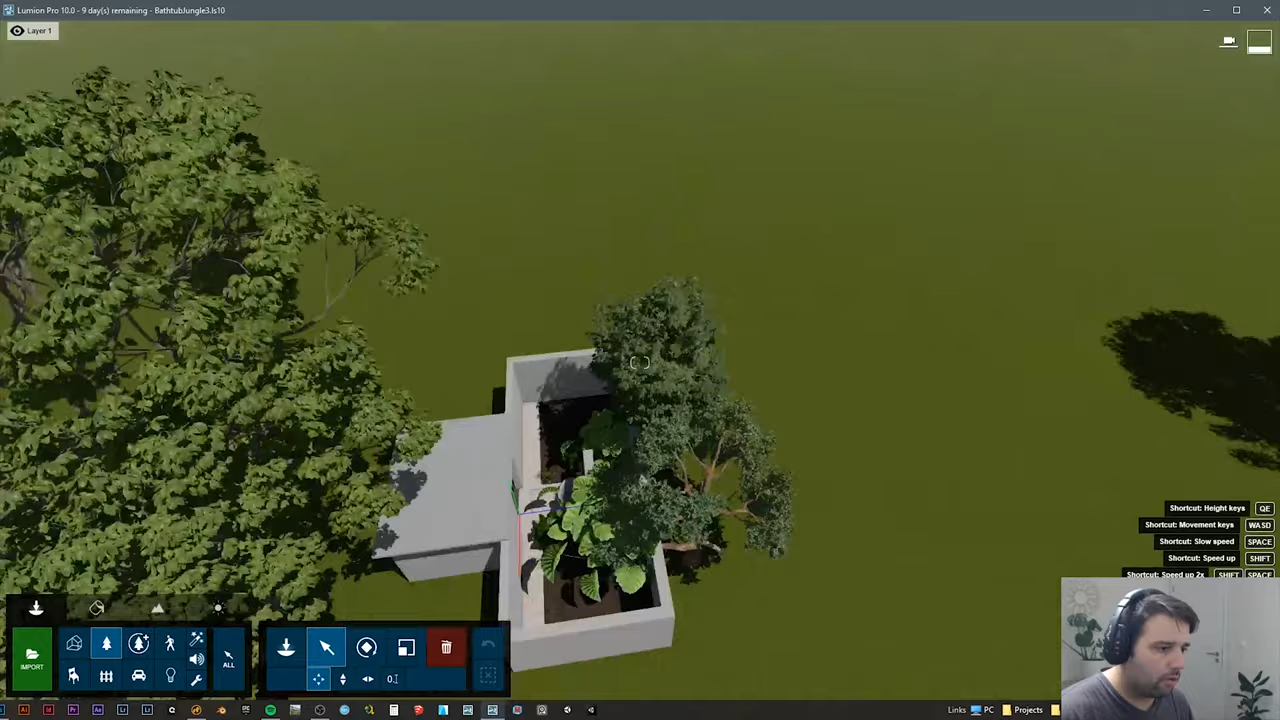 Lumion Pro 10.0 - 9 day(s) remaining - BathtubJungle3.ls10
Layer 1
Shortcut: Height keys QE
Shortcut: Movement keys WASD
Shortcut: Slow speed SPACE
Shortcut: Speed up SHIFT
Shortcut: Speed up 2x SHIFT SPACE
IMPORT
ALL
Links PC Projects